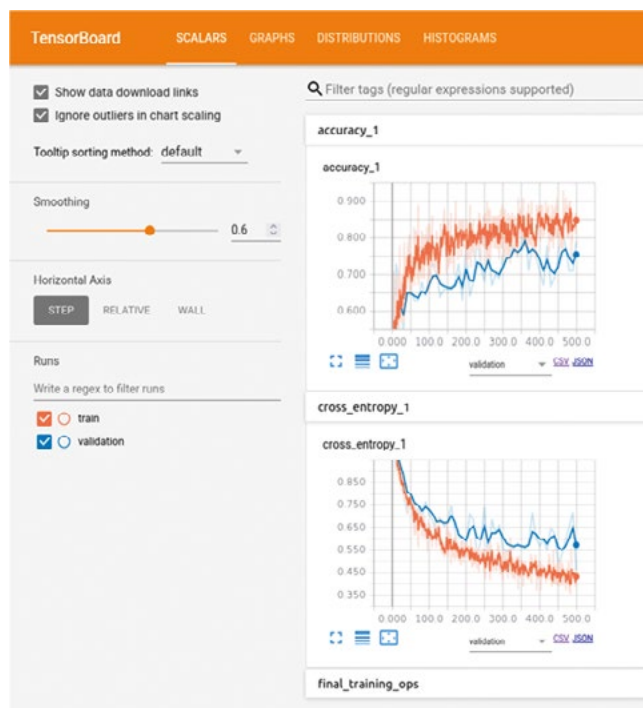 TensorBoard SCALARS GRAPHS DISTRIBUTIONS HISTOGRAMS
Show data download links
Ignore outliers in chart scaling
Tooltip sorting method: default
Smoothing
0.6
Horizontal Axis
STEP RELATIVE WALL
Runs
Write a regex to filter runs
train
validation
Filter tags (regular expressions supported)
accuracy_1
accuracy_1
0.900
0.800
0.700
0.600
0.000 100.0 200.0 300.0 400.0 500.0
validation CSV JSON
cross_entropy_1
cross_entropy_1
0.850
0.750
0.650
0.550
0.450
0.350
0.000 100.0 200.0 300.0 400.0 500.0
validation CSV JSON
final_training_ops